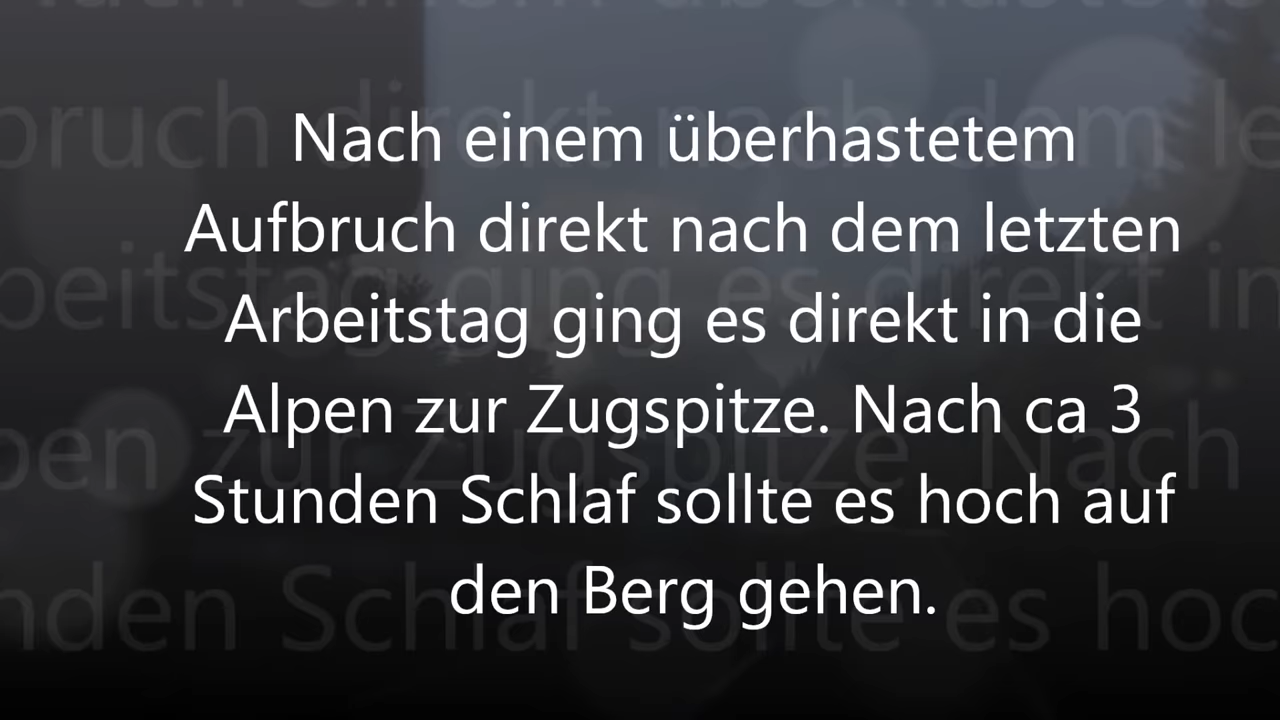 Nach einem überhastetem
Aufbruch direkt nach dem letzten
Arbeitstag ging es direkt in die
Alpen zur Zugspitze. Nach ca 3
Stunden Schlaf sollte es hoch auf
den Berg gehen.